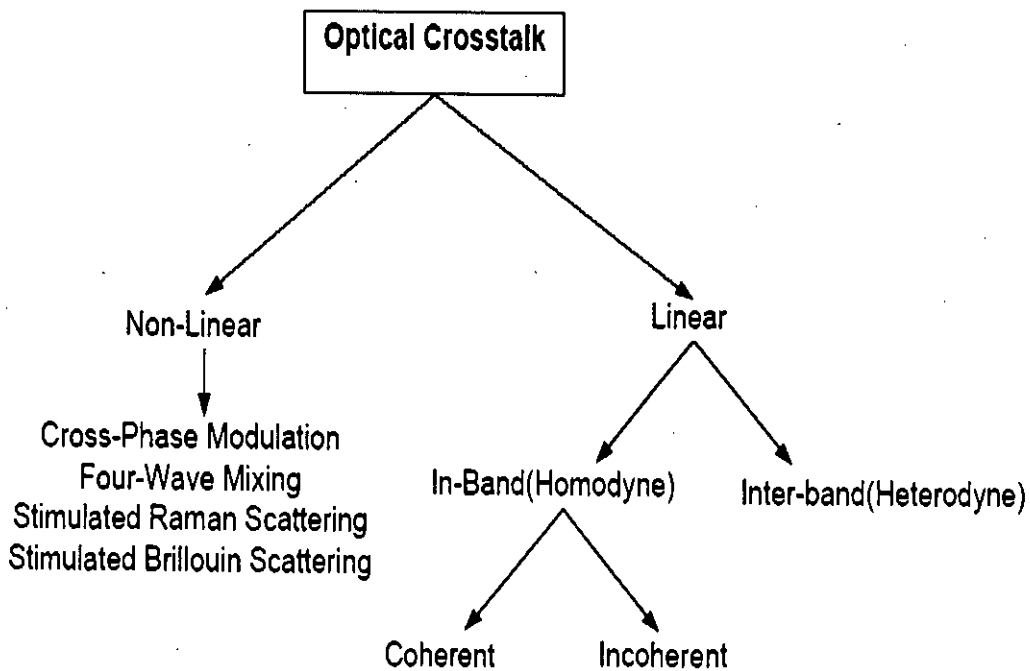 Optical Crosstalk
Non-Linear
Linear
Cross-Phase Modulation
Four-Wave Mixing
Stimulated Raman Scattering
Stimulated Brillouin Scattering
In-Band(Homodyne)
Inter-band(Heterodyne)
Coherent
Incoherent